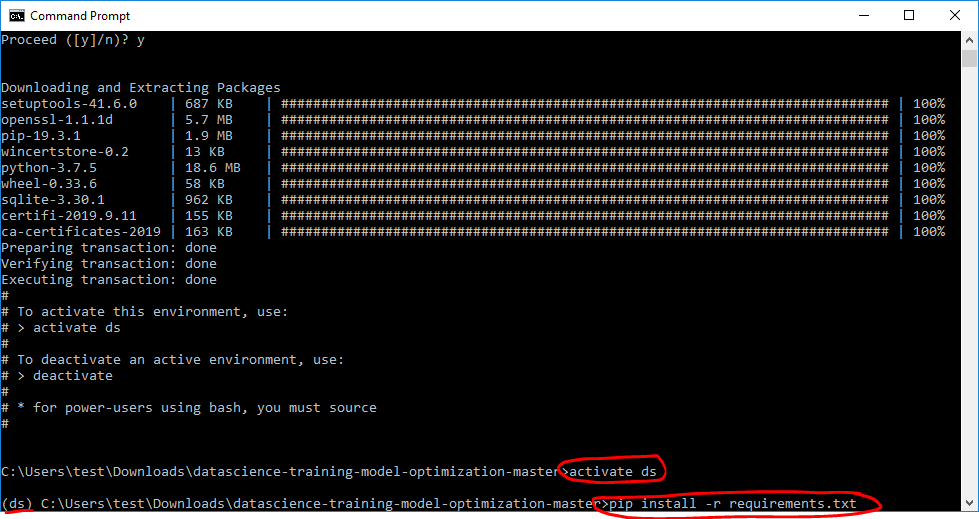 Command Prompt
Proceed ([y]/n)? y
Downloading and Extracting Packages
setuptools-41.6.0    | 687 KB    | ############################################################################ | 100%
openssl-1.1.1d       | 5.7 MB    | ############################################################################ | 100%
pip-19.3.1           | 1.9 MB    | ############################################################################ | 100%
wincertstore-0.2     | 13 KB     | ############################################################################ | 100%
python-3.7.5         | 18.6 MB   | ############################################################################ | 100%
wheel-0.33.6         | 58 KB     | ############################################################################ | 100%
sqlite-3.30.1        | 962 KB    | ############################################################################ | 100%
certifi-2019.9.11    | 155 KB    | ############################################################################ | 100%
ca-certificates-2019 | 163 KB    | ############################################################################ | 100%
Preparing transaction: done
Verifying transaction: done
Executing transaction: done
#
# To activate this environment, use:
# > activate ds
#
# To deactivate an active environment, use:
# > deactivate
#
# * for power-users using bash, you must source
#
C:\Users\test\Downloads\datascience-training-model-optimization-master>activate ds
(ds) C:\Users\test\Downloads\datascience-training-model-optimization-master>pip install -r requirements.txt